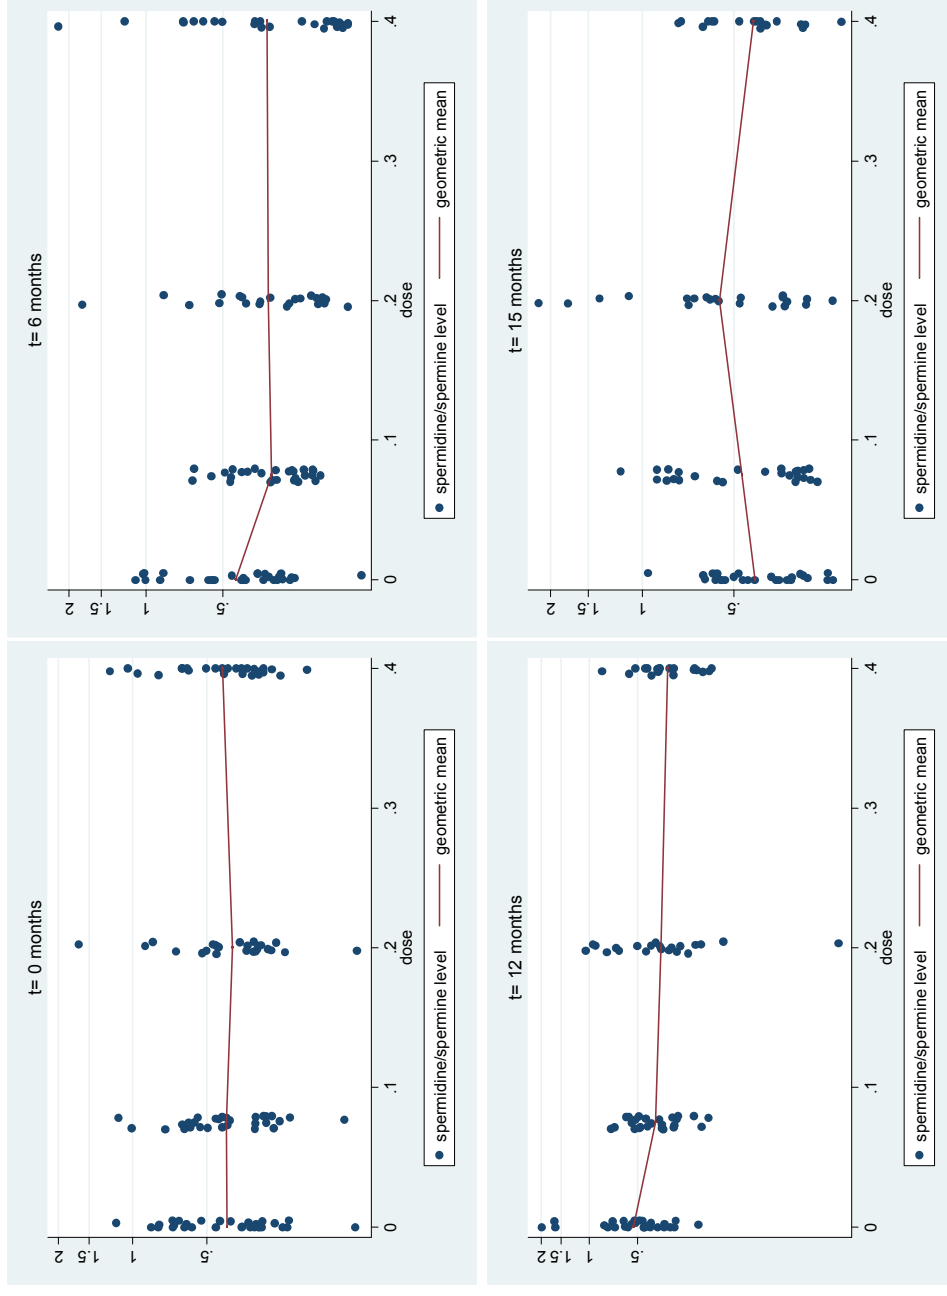 t= 0 months
2
1.5
1
.5
0
.1
.2
.3
.4
dose
spermidine/spermine level
geometric mean
t= 6 months
2
1.5
1
.5
0
.1
.2
.3
.4
dose
spermidine/spermine level
geometric mean
t= 12 months
2
1.5
1
.5
0
.1
.2
.3
.4
dose
spermidine/spermine level
geometric mean
t= 15 months
2
1.5
1
.5
0
.1
.2
.3
.4
dose
spermidine/spermine level
geometric mean